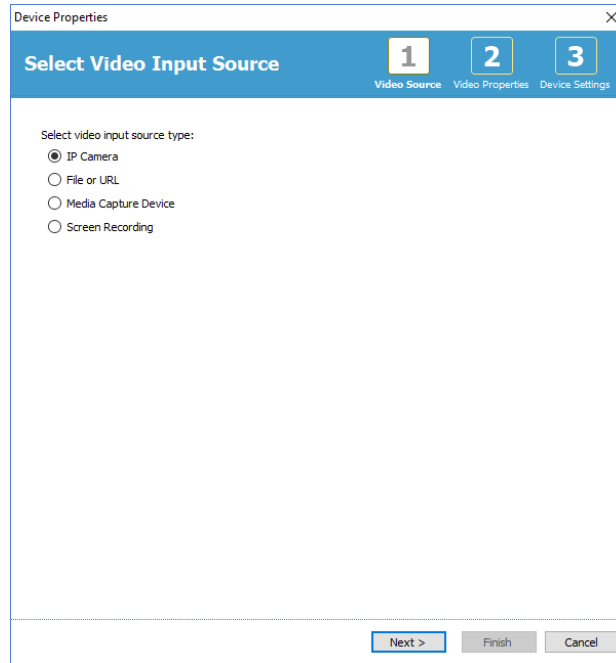 Device Properties
Select Video Input Source
1 2 3
Video Source Video Properties Device Settings
Select video input source type:
IP Camera
File or URL
Media Capture Device
Screen Recording
Next > Finish Cancel